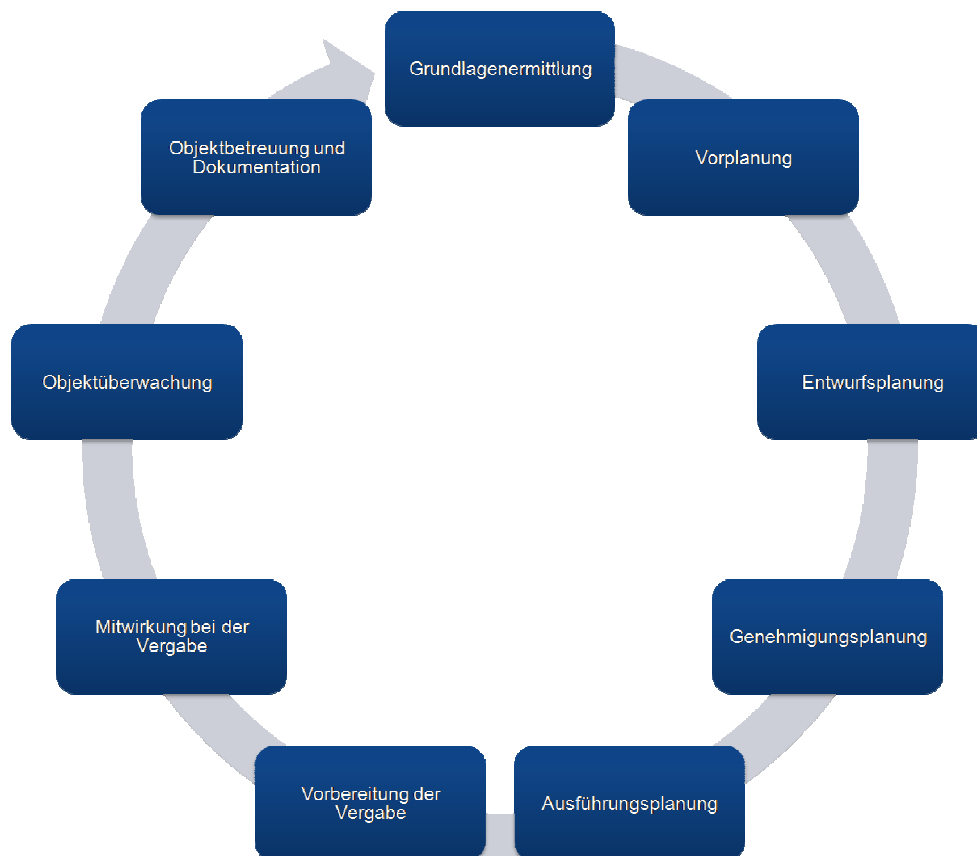 Grundlagenermittlung
Vorplanung
Entwurfsplanung
Genehmigungsplanung
Ausführungsplanung
Vorbereitung der
Vergabe
Mitwirkung bei der
Vergabe
Objektüberwachung
Objektbetreuung und
Dokumentation